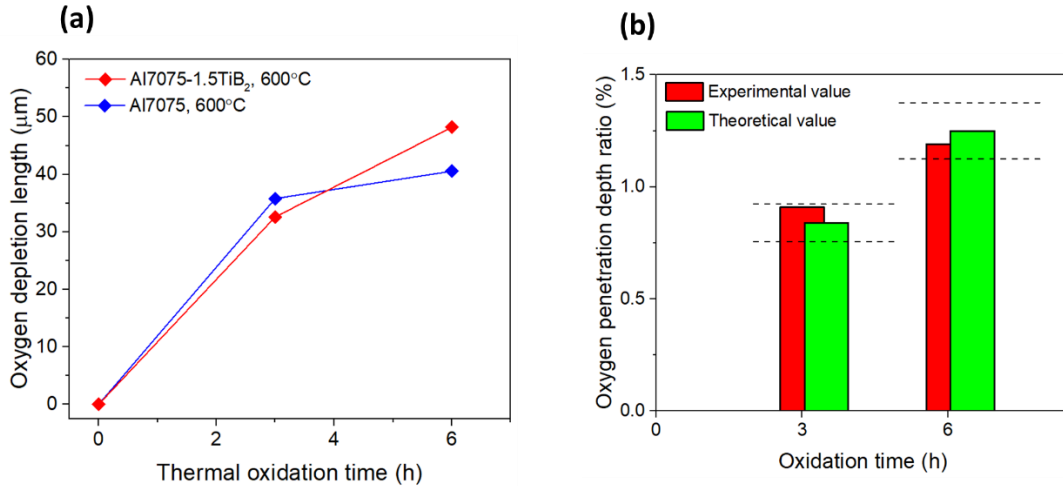 (a)
Oxygen depletion length (μm)
60
50
40
30
20
10
0
Al7075-1.5TiB₂, 600°C
Al7075, 600°C
0 2 4 6
Thermal oxidation time (h)
(b)
Oxygen penetration depth ratio (%)
1.5
1.0
0.5
0.0
Experimental value
Theoretical value
0 3 6
Oxidation time (h)